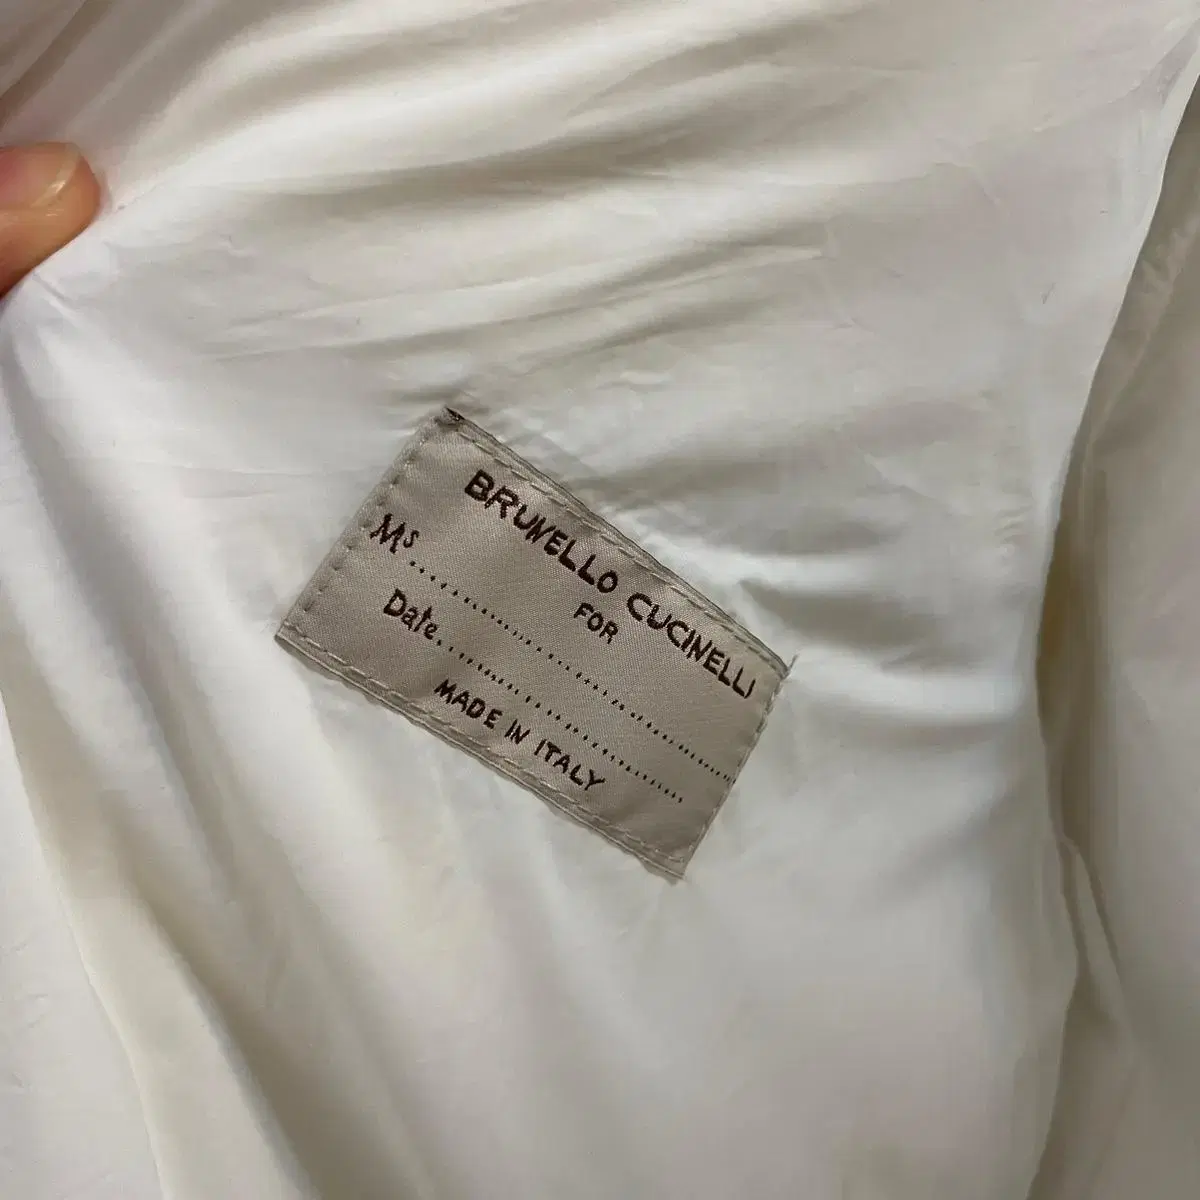 BRUNELLO CUCINELLI
FOR
Ms....................................
Date..............................
MADE IN ITALY